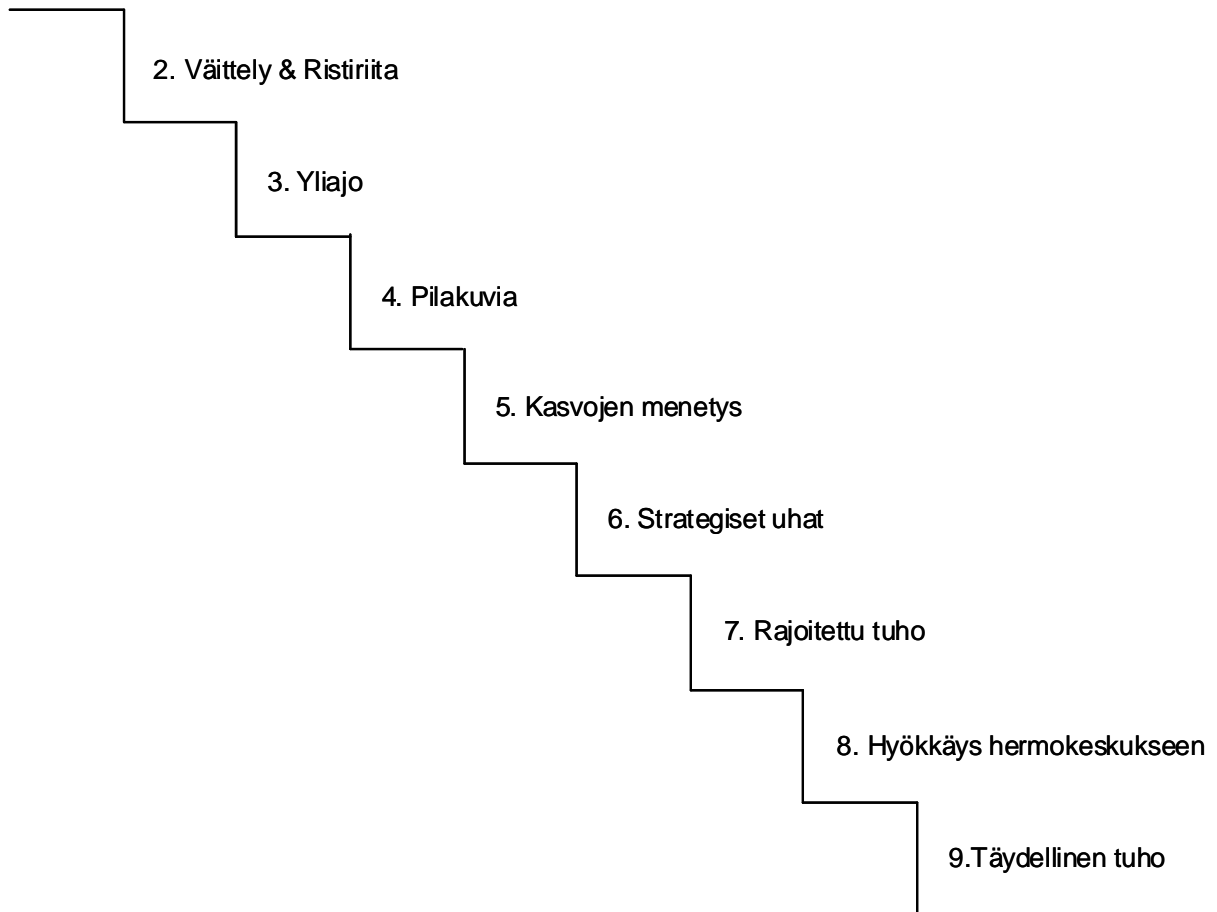 2. Väittely & Ristiriita
3. Yliajo
4. Pilakuvia
5. Kasvojen menetys
6. Strategiset uhat
7. Rajoitettu tuho
8. Hyökkäys hermokeskukseen
9.Täydellinen tuho